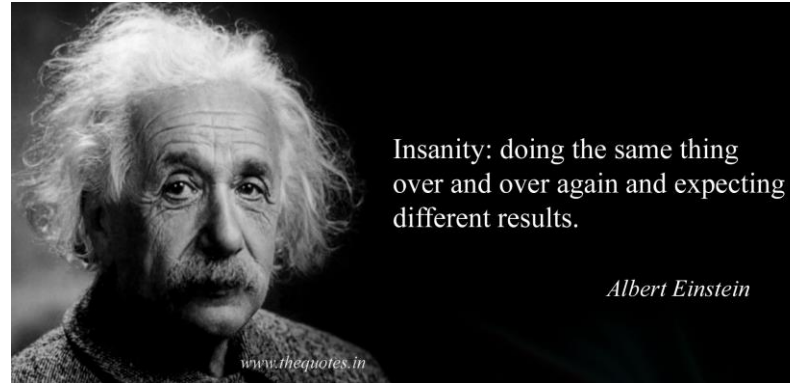 Insanity: doing the same thing
over and over again and expecting
different results.
Albert Einstein
www.thequotes.in